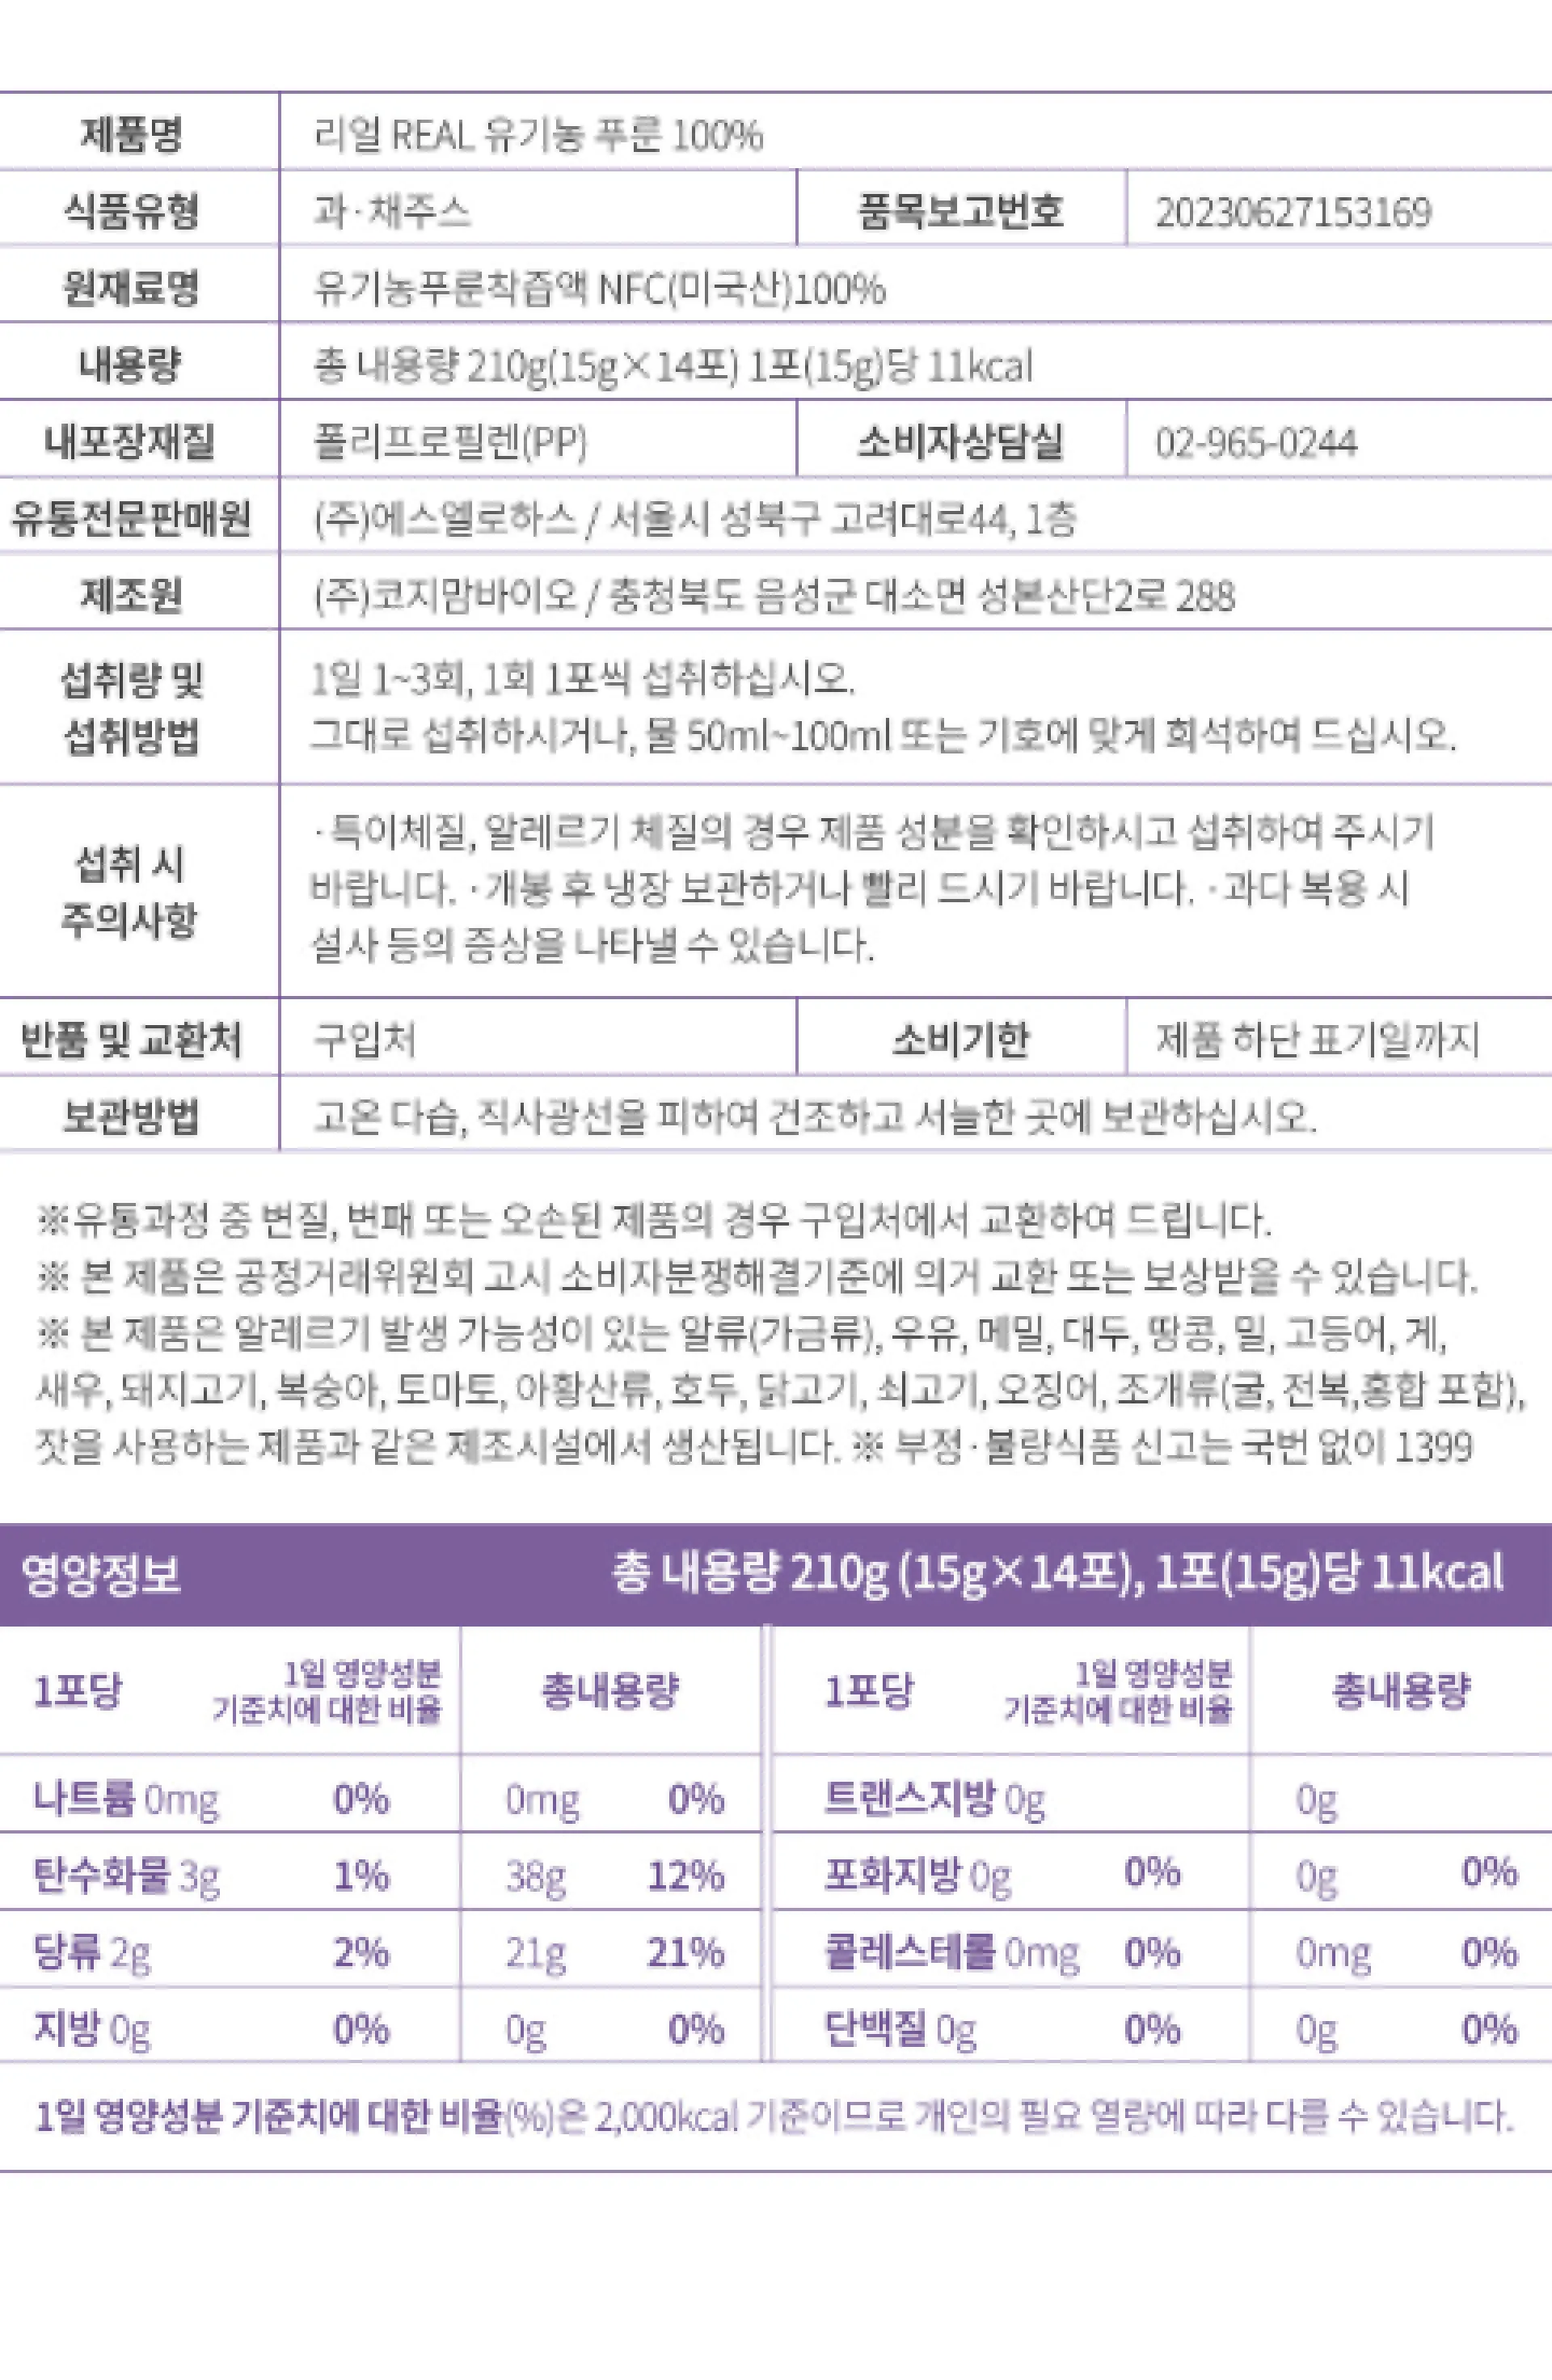 제품명 리얼 REAL 유기농 푸룬 100%
식품유형 과·채주스 품목보고번호 20230627153169
원재료명 유기농푸룬착즙액 NFC(미국산)100%
내용량 총 내용량 210g(15g×14포) 1포(15g)당 11kcal
내포장재질 폴리프로필렌(PP) 소비자상담실 02-965-0244
유통전문판매원 (주)에스엘로하스 / 서울시 성북구 고려대로44, 1층
제조원 (주)코지맘바이오 / 충청북도 음성군 대소면 성본산단2로 288
섭취량 및
섭취방법
1일 1~3회, 1회 1포씩 섭취하십시오.
그대로 섭취하시거나, 물 50ml~100ml 또는 기호에 맞게 희석하여 드십시오.
섭취 시
주의사항
·특이체질, 알레르기 체질의 경우 제품 성분을 확인하시고 섭취하여 주시기
바랍니다. ·개봉 후 냉장 보관하거나 빨리 드시기 바랍니다. ·과다 복용 시
설사 등의 증상을 나타낼 수 있습니다.
반품 및 교환처 구입처 소비기한 제품 하단 표기일까지
보관방법 고온 다습, 직사광선을 피하여 건조하고 서늘한 곳에 보관하십시오.
※유통과정 중 변질, 변패 또는 오손된 제품의 경우 구입처에서 교환하여 드립니다.
※ 본 제품은 공정거래위원회 고시 소비자분쟁해결기준에 의거 교환 또는 보상받을 수 있습니다.
※ 본 제품은 알레르기 발생 가능성이 있는 알류(가금류), 우유, 메밀, 대두, 땅콩, 밀, 고등어, 게,
새우, 돼지고기, 복숭아, 토마토, 아황산류, 호두, 닭고기, 쇠고기, 오징어, 조개류(굴, 전복,홍합 포함),
잣을 사용하는 제품과 같은 제조시설에서 생산됩니다. ※ 부정·불량식품 신고는 국번 없이 1399
영양정보 총 내용량 210g (15g×14포), 1포(15g)당 11kcal
1포당 1일 영양성분 기준치에 대한 비율 총내용량 1포당 1일 영양성분 기준치에 대한 비율 총내용량
나트륨 0mg 0% 0mg 0% 트랜스지방 0g 0g
탄수화물 3g 1% 38g 12% 포화지방 0g 0% 0g 0%
당류 2g 2% 21g 21% 콜레스테롤 0mg 0% 0mg 0%
지방 0g 0% 0g 0% 단백질 0g 0% 0g 0%
1일 영양성분 기준치에 대한 비율(%)은 2,000kcal 기준이므로 개인의 필요 열량에 따라 다를 수 있습니다.